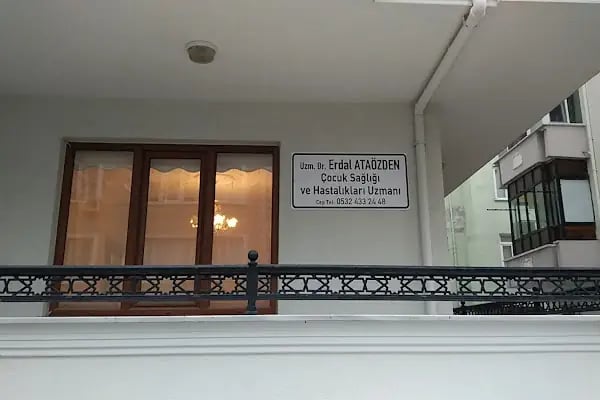 Uzm. Dr. Erdal ATAÖZDEN
Çocuk Sağlığı
ve Hastalıkları Uzmanı
Cep Tel: 0532 433 24 48